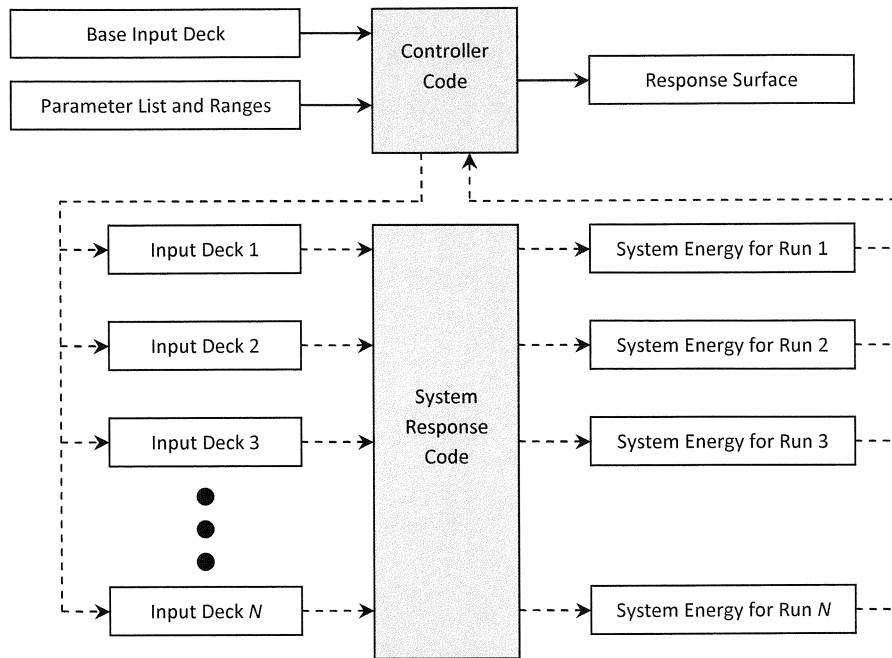 Base Input Deck
Parameter List and Ranges
Controller
Code
Response Surface
Input Deck 1
System Energy for Run 1
Input Deck 2
System Energy for Run 2
Input Deck 3
System Energy for Run 3
System
Response
Code
Input Deck N
System Energy for Run N